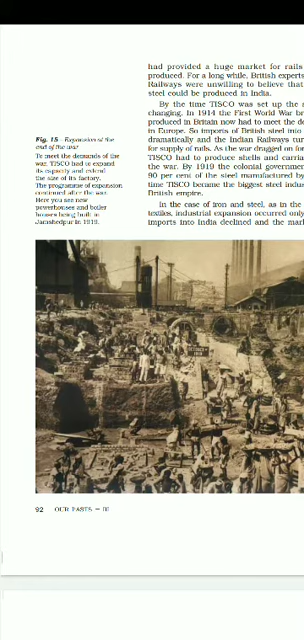 had provided a huge market for rails
produced. For a long while, British experts
Railways were unwilling to believe that
steel could be produced in India.
By the time TISCO was set up the s
changing. In 1914 the First World War br
produced in Britain now had to meet the de
in Europe. So imports of British steel into
dramatically and the Indian Railways tur
for supply of rails. As the war dragged on for
TISCO had to produce shells and carria
the war. By 1919 the colonial governmen
90 per cent of the steel manufactured by
time TISCO became the biggest steel indus
British empire.
In the case of iron and steel, as in the
textiles, industrial expansion occurred only
imports into India declined and the mark
Fig. 15 Expansion at the
end of the war
To meet the demands of the
war, TISCO had to expand
its capacity and extend
the size of its factory.
The programme of expansion
continued after the war.
Here you see new
powerhouses and boiler
houses being built in
Jamshedpur in 1919.
92 OUR PASTS – III